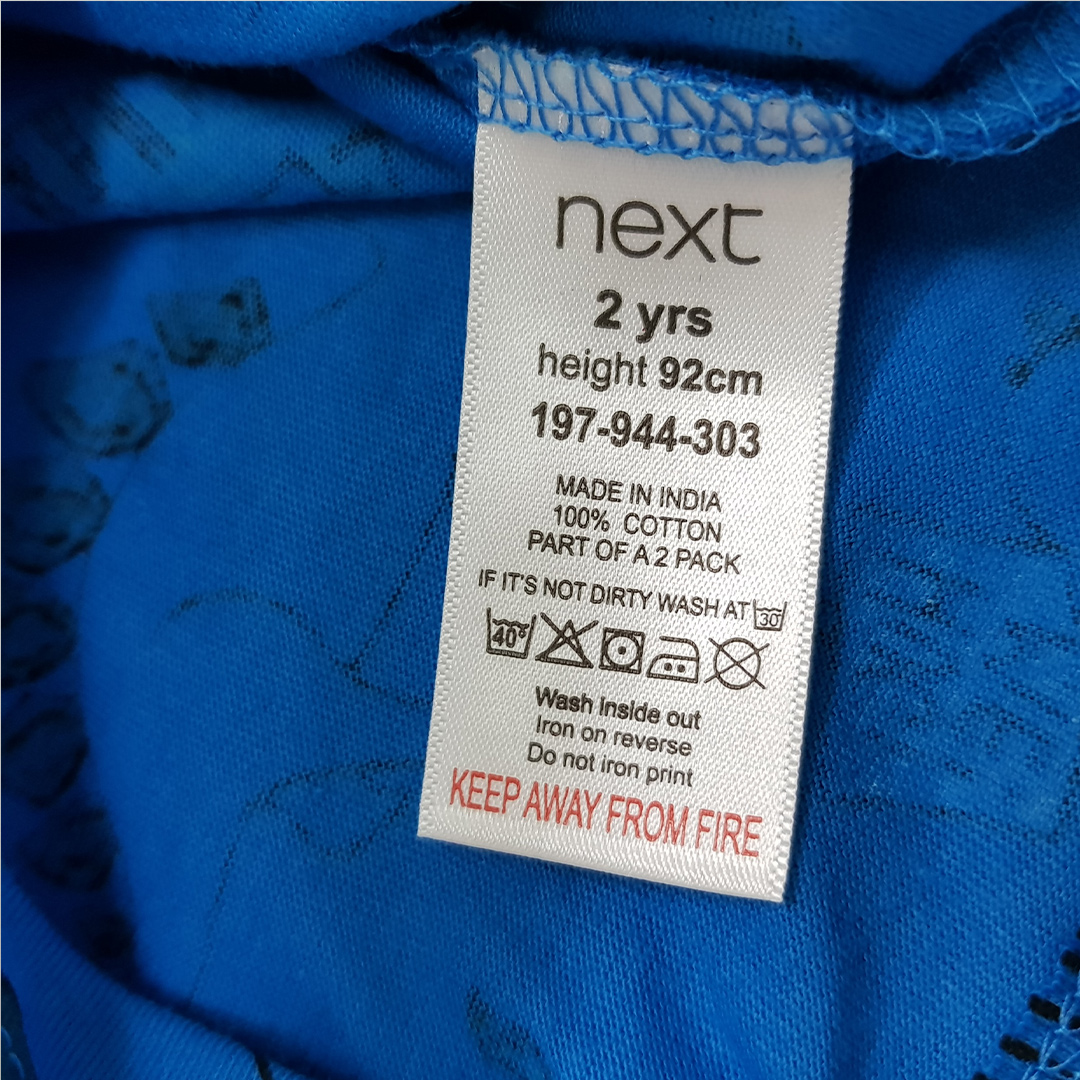 next
2 yrs
height 92cm
197-944-303
MADE IN INDIA
100% COTTON
PART OF A 2 PACK
IF IT'S NOT DIRTY WASH AT 30°
40°
Wash inside out
Iron on reverse
Do not iron print
KEEP AWAY FROM FIRE